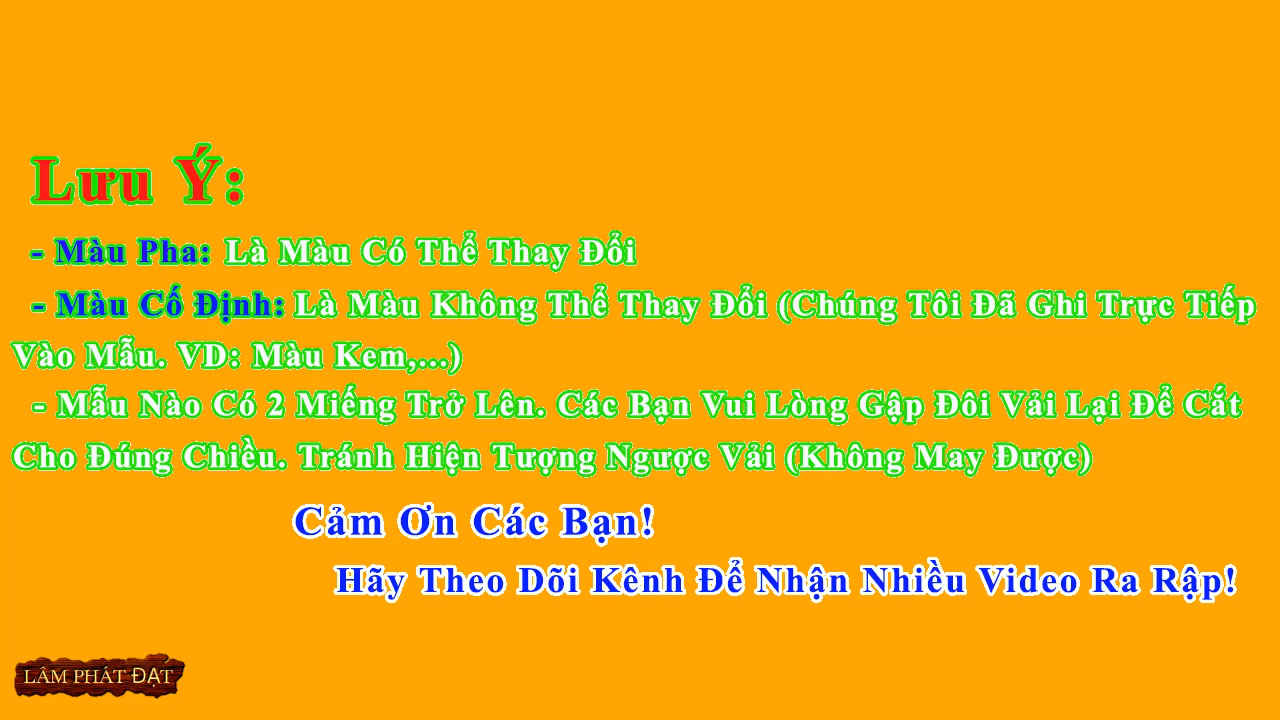 Lưu Ý:
- Màu Pha: Là Màu Có Thể Thay Đổi
- Màu Cố Định: Là Màu Không Thể Thay Đổi (Chúng Tôi Đã Ghi Trực Tiếp
Vào Mẫu. VD: Màu Kem,...)
- Mẫu Nào Có 2 Miếng Trở Lên. Các Bạn Vui Lòng Gập Đôi Vải Lại Để Cắt
Cho Đúng Chiều. Tránh Hiện Tượng Ngược Vải (Không May Được)
Cảm Ơn Các Bạn!
Hãy Theo Dõi Kênh Để Nhận Nhiều Video Ra Rập!
LÂM PHÁT ĐẠT